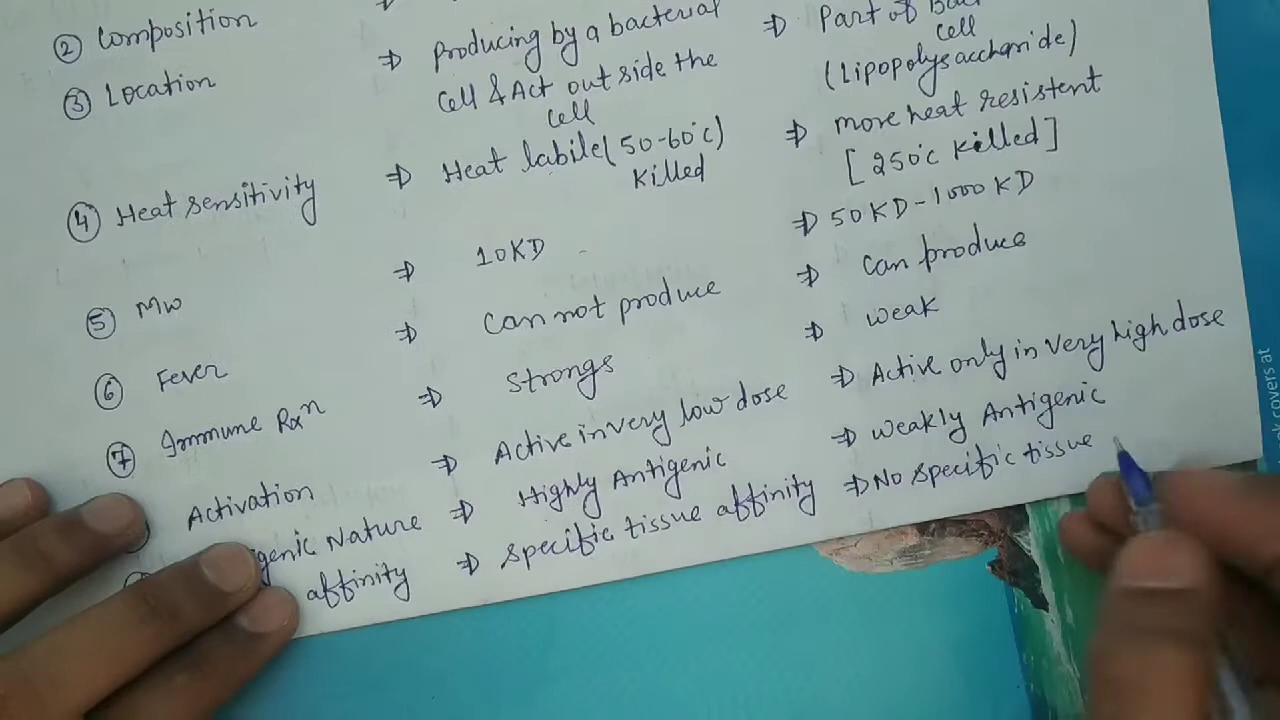 ② Composition
③ Location ⇒ Producing by a bacterial ⇒ Part of
cell & Act out side the cell
cell (Lipopolysaccharide)
④ Heat sensitivity ⇒ Heat labile (50-60°c) ⇒ more heat resistent
killed [250°c killed]
⑤ Mw ⇒ 10KD ⇒ 50KD-1000KD
⑥ Fever ⇒ can not produce ⇒ can produce
⑦ Immune Rxn ⇒ strongs ⇒ weak
Activation ⇒ Active in very low dose ⇒ Active only in very high dose
genic Nature ⇒ Highly Antigenic ⇒ weakly Antigenic
affinity ⇒ specific tissue affinity ⇒ No specific tissue
covers at